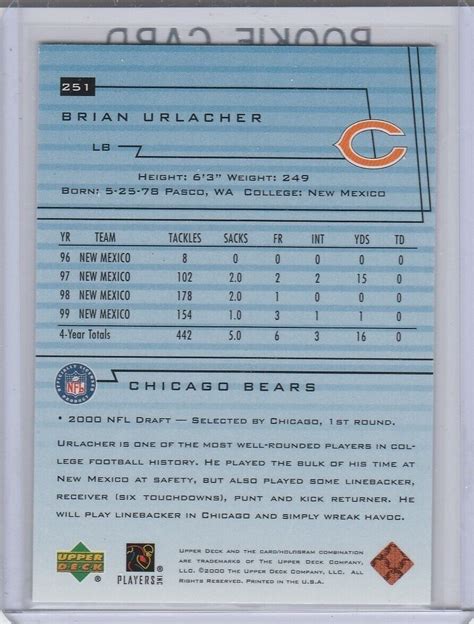 ROOKIE CARD
251
BRIAN URLACHER
LB
HEIGHT: 6'3" WEIGHT: 249
BORN: 5-25-78 PASCO, WA COLLEGE: NEW MEXICO
YR TEAM TACKLES SACKS FR INT YDS TD
96 NEW MEXICO 8 0 0 0 0 0
97 NEW MEXICO 102 2.0 2 2 15 0
98 NEW MEXICO 178 2.0 1 0 0 0
99 NEW MEXICO 154 1.0 3 1 1 0
4-Year Totals 442 5.0 6 3 16 0
NFL
CHICAGO BEARS
• 2000 NFL DRAFT — SELECTED BY CHICAGO, 1ST ROUND.
URLACHER IS ONE OF THE MOST WELL-ROUNDED PLAYERS IN COL-
LEGE FOOTBALL HISTORY. HE PLAYED THE BULK OF HIS TIME AT
NEW MEXICO AT SAFETY, BUT ALSO PLAYED SOME LINEBACKER,
RECEIVER (SIX TOUCHDOWNS), PUNT AND KICK RETURNER. HE
WILL PLAY LINEBACKER IN CHICAGO AND SIMPLY WREAK HAVOC.
UPPER DECK
PLAYERS INC
UPPER DECK AND THE CARD/HOLOGRAM COMBINATION
ARE TRADEMARKS OF THE UPPER DECK COMPANY,
LLC. ©2000 THE UPPER DECK COMPANY, LLC. ALL
RIGHTS RESERVED. PRINTED IN THE U.S.A.